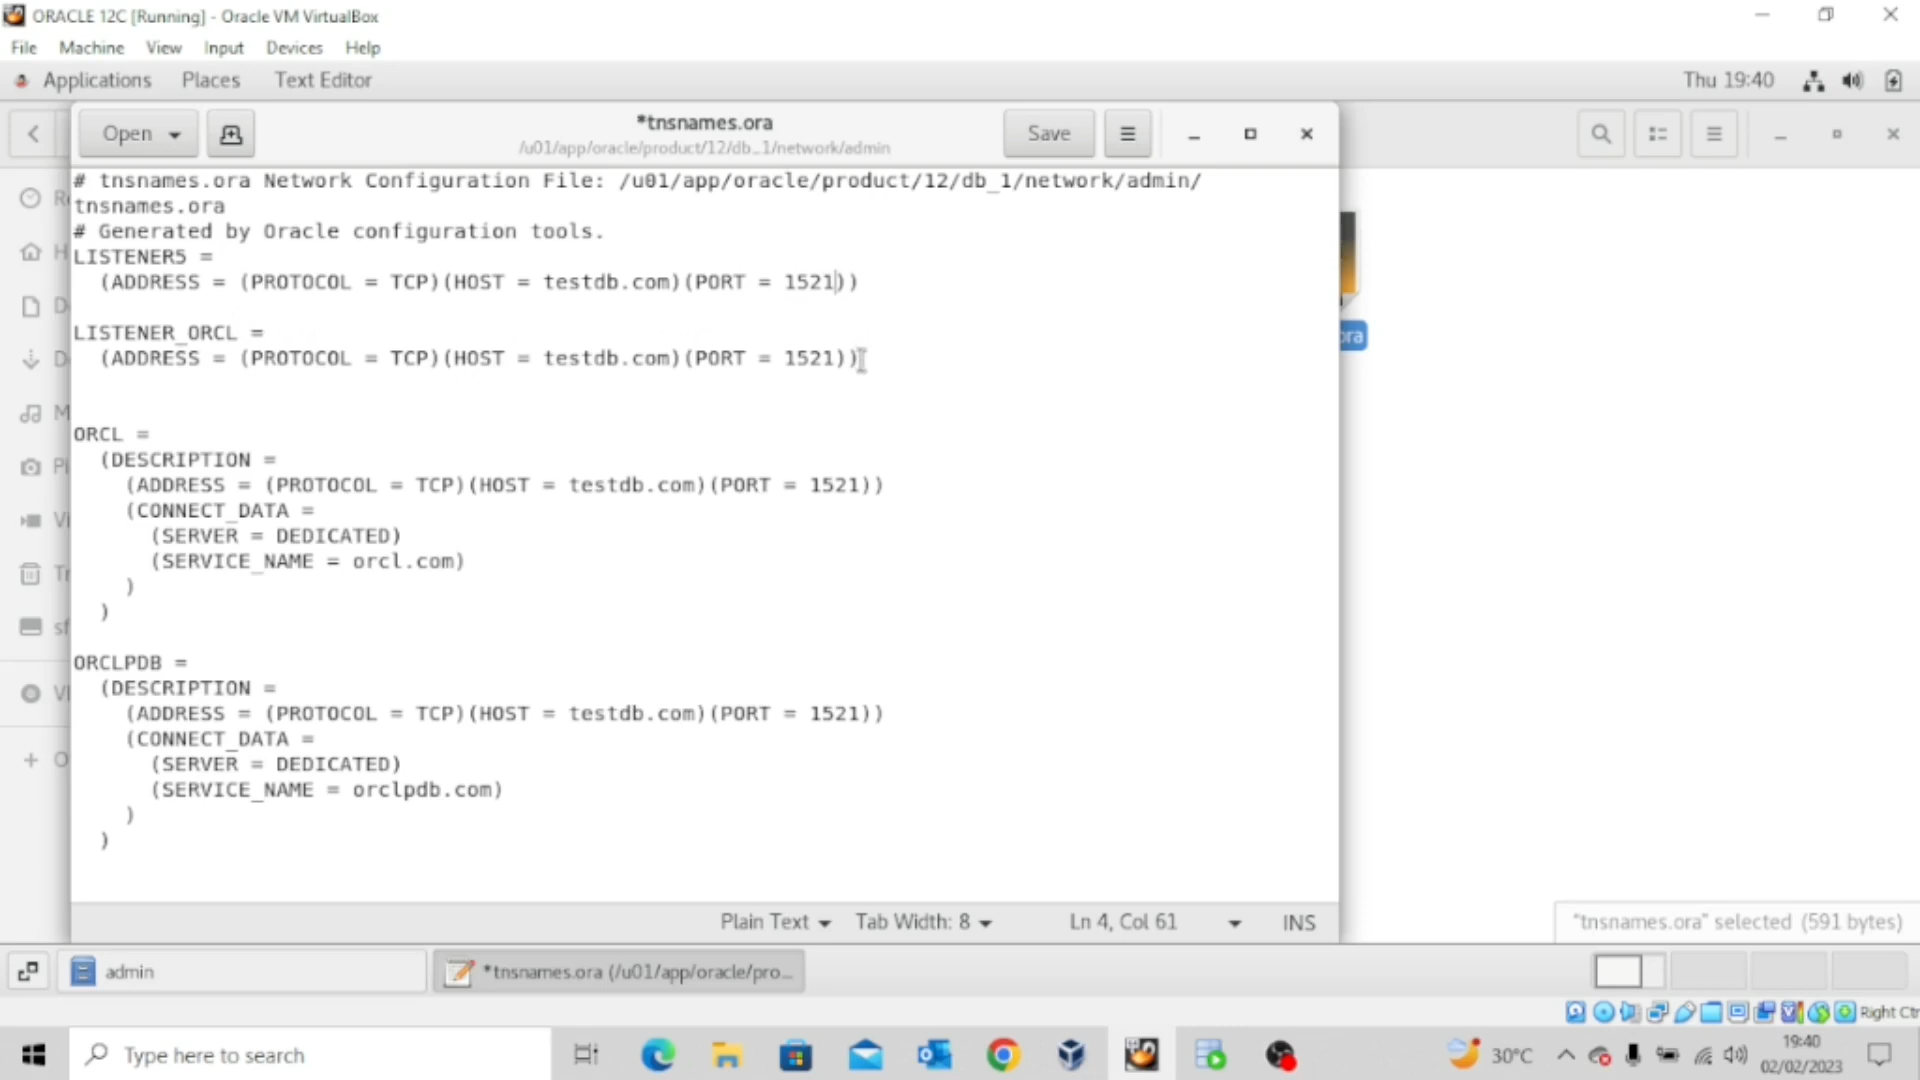 ORACLE 12C [Running] - Oracle VM VirtualBox
File Machine View Input Devices Help
Applications Places Text Editor
Thu 19:40
Open
*tnsnames.ora
/u01/app/oracle/product/12/db_1/network/admin
Save
# tnsnames.ora Network Configuration File: /u01/app/oracle/product/12/db_1/network/admin/
tnsnames.ora
# Generated by Oracle configuration tools.
LISTENER5 =
(ADDRESS = (PROTOCOL = TCP)(HOST = testdb.com)(PORT = 1521))
LISTENER_ORCL =
(ADDRESS = (PROTOCOL = TCP)(HOST = testdb.com)(PORT = 1521))
ORCL =
(DESCRIPTION =
(ADDRESS = (PROTOCOL = TCP)(HOST = testdb.com)(PORT = 1521))
(CONNECT_DATA =
(SERVER = DEDICATED)
(SERVICE_NAME = orcl.com)
)
)
ORCLPDB =
(DESCRIPTION =
(ADDRESS = (PROTOCOL = TCP)(HOST = testdb.com)(PORT = 1521))
(CONNECT_DATA =
(SERVER = DEDICATED)
(SERVICE_NAME = orclpdb.com)
)
)
ora
Plain Text Tab Width: 8 Ln 4, Col 61 INS
"tnsnames.ora" selected (591 bytes)
admin
*tnsnames.ora (/u01/app/oracle/pro...
Right Ctr
Type here to search
30°C
19:40
02/02/2023